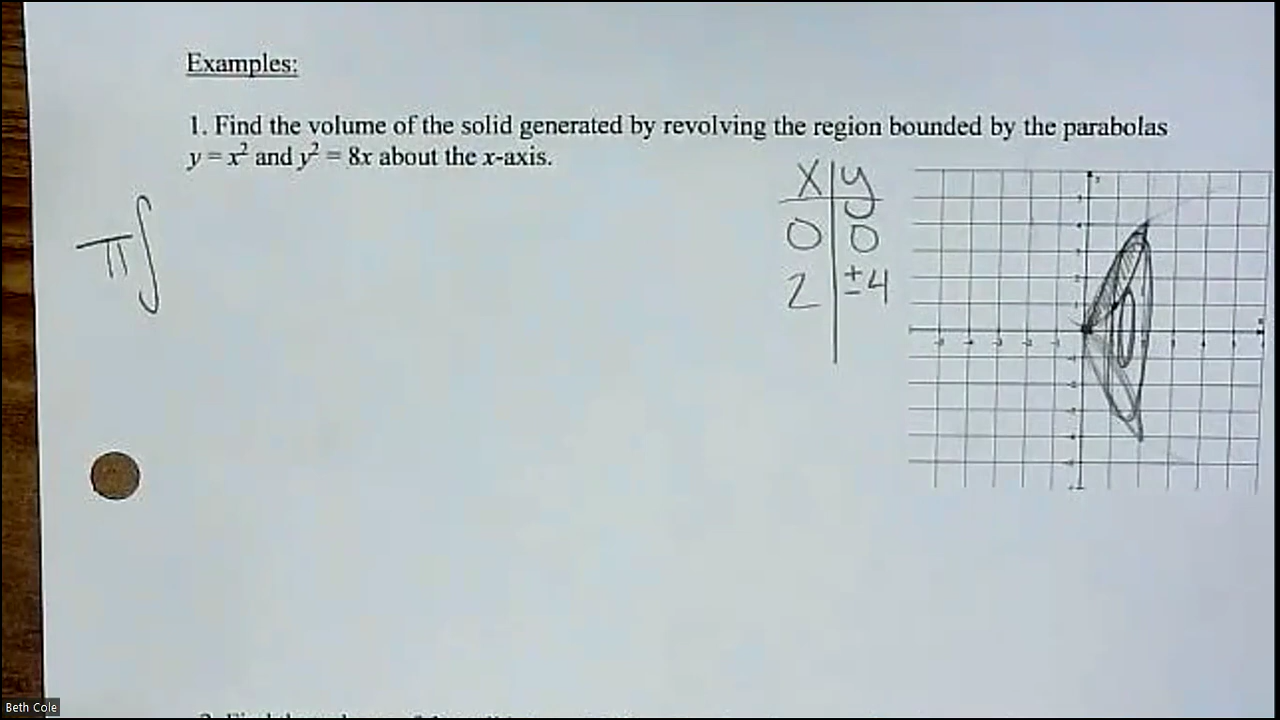 Examples:
1. Find the volume of the solid generated by revolving the region bounded by the parabolas
y = x² and y² = 8x about the x-axis.
x | y
0 | 0
2 | ±4
π∫
Beth Cole